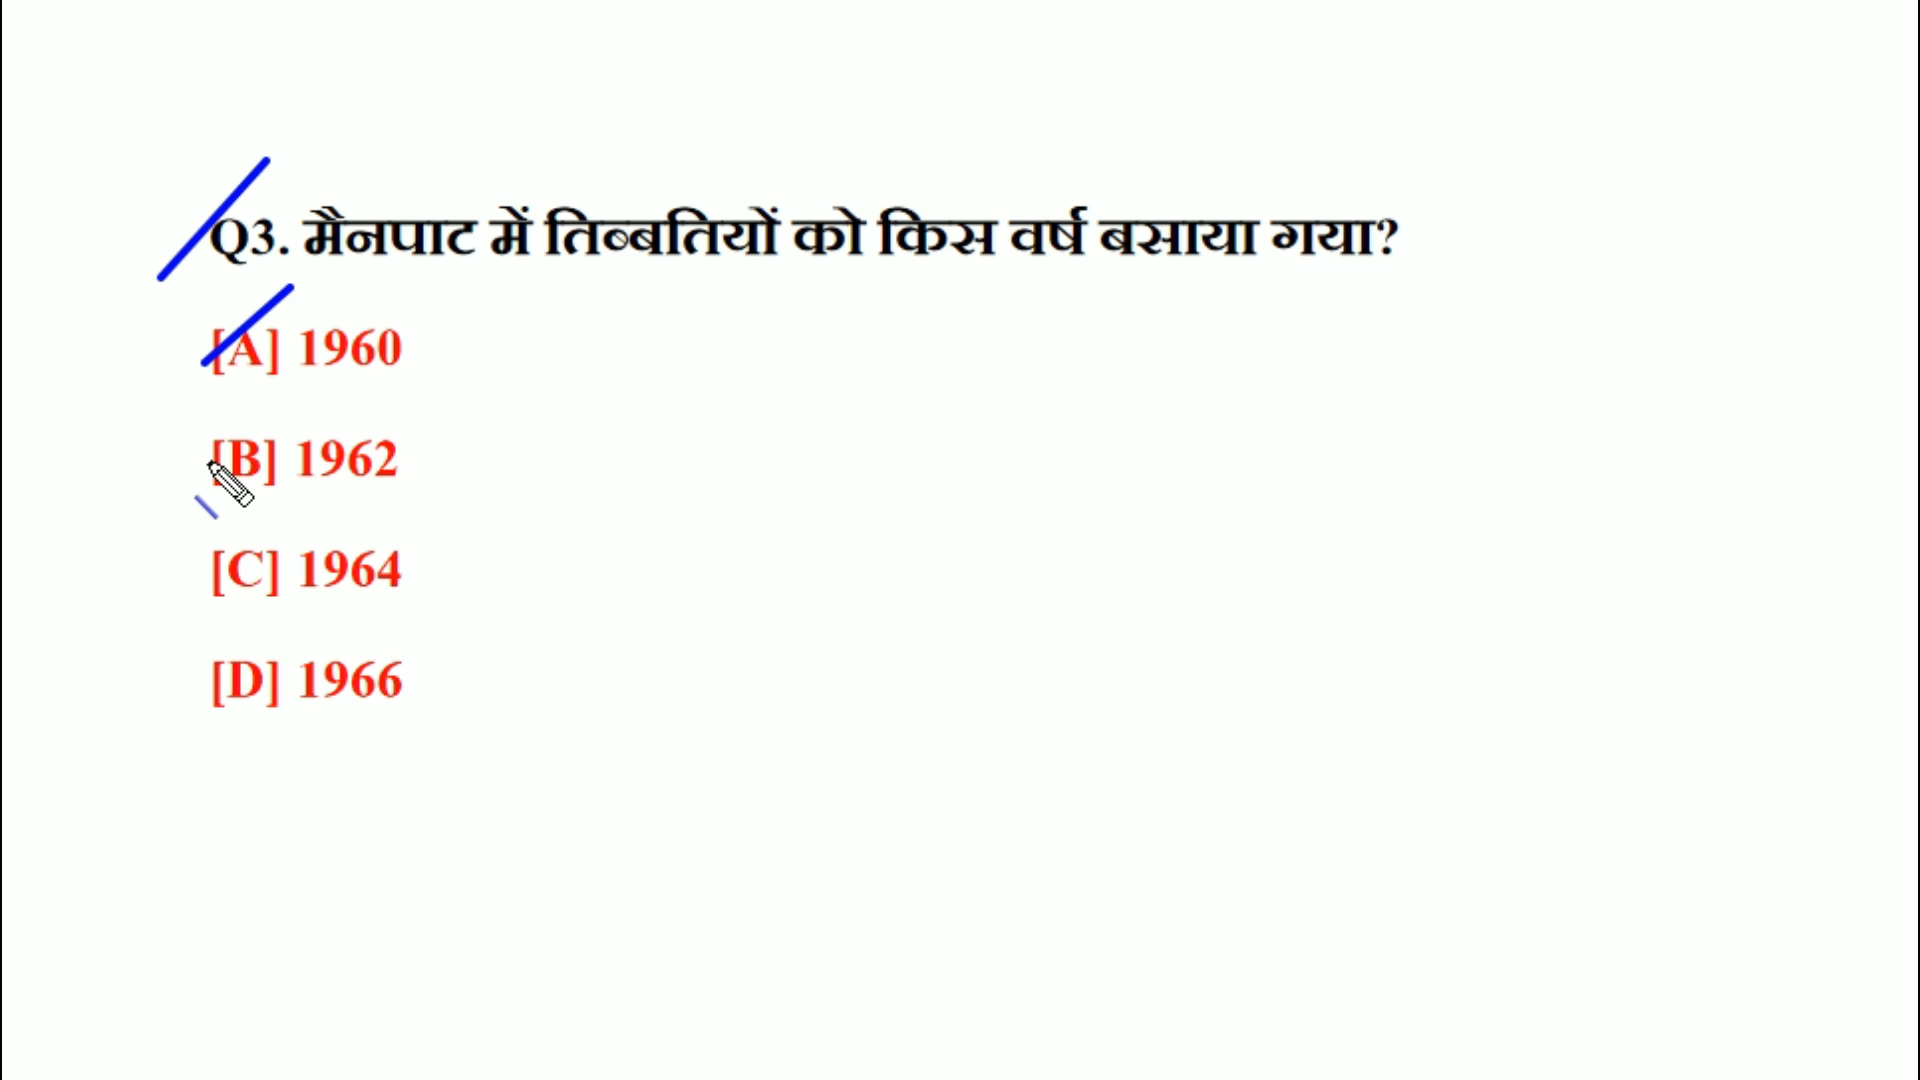 Q3. मैनपाट में तिब्बतियों को किस वर्ष बसाया गया?
[A] 1960
[B] 1962
[C] 1964
[D] 1966